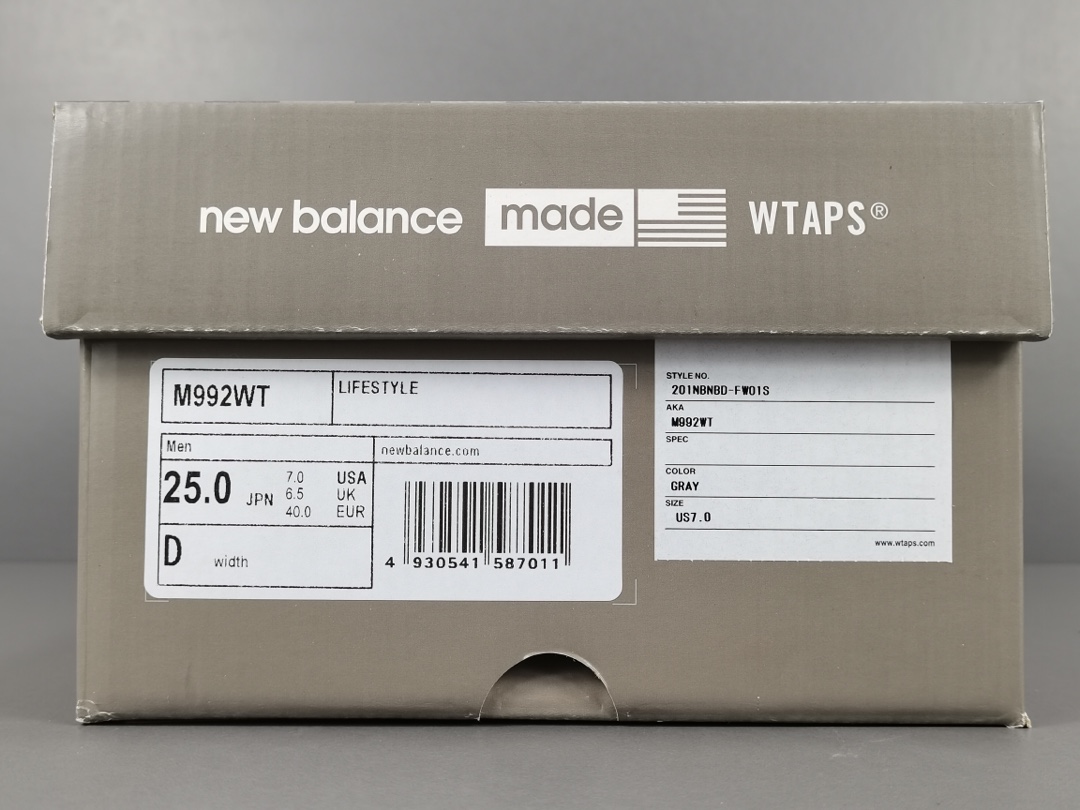 new balance made WTAPS®
M992WT
LIFESTYLE
Men
newbalance.com
25.0 JPN
7.0 USA
6.5 UK
40.0 EUR
D width
4 930541 587011
STYLE NO.
201NBNBD-FW01S
AKA
M992WT
SPEC
COLOR
GRAY
SIZE
US7.0
www.wtaps.com